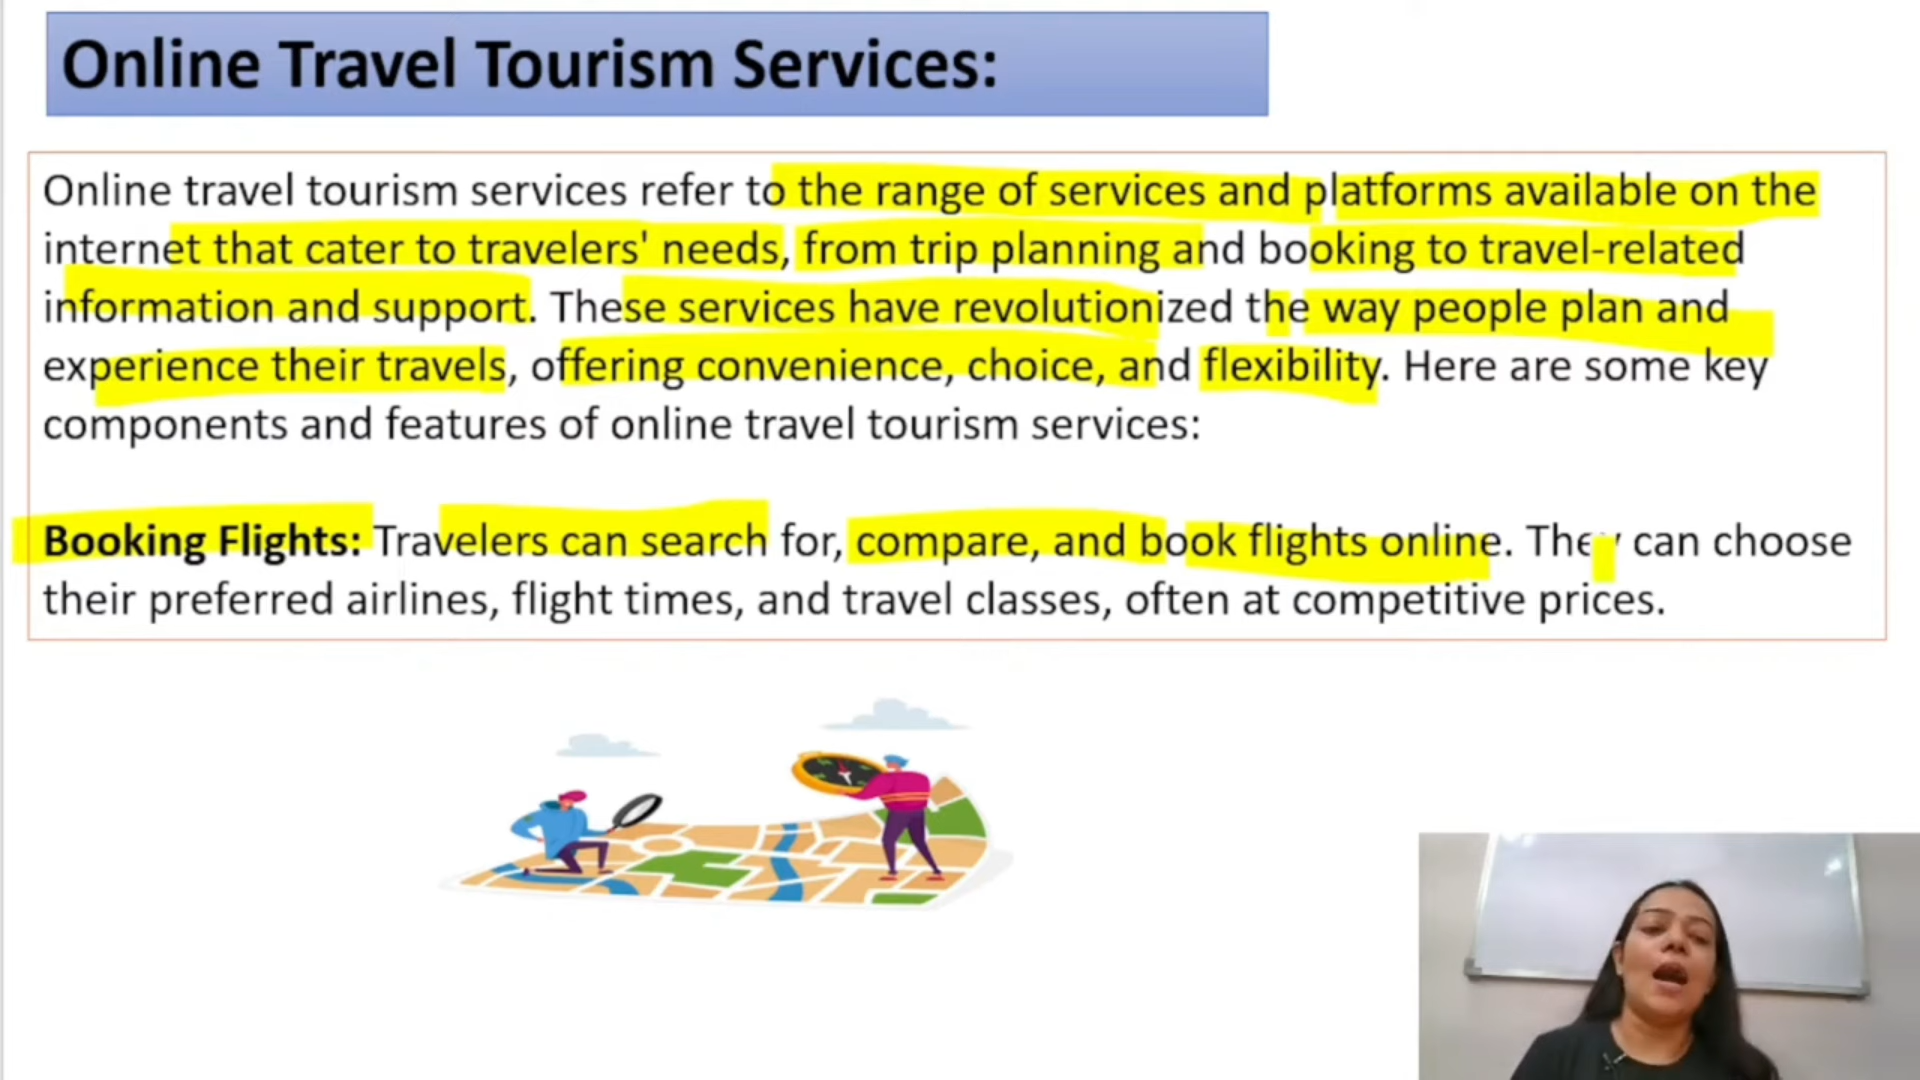 Online Travel Tourism Services:
Online travel tourism services refer to the range of services and platforms available on the
internet that cater to travelers' needs, from trip planning and booking to travel-related
information and support. These services have revolutionized the way people plan and
experience their travels, offering convenience, choice, and flexibility. Here are some key
components and features of online travel tourism services:
Booking Flights: Travelers can search for, compare, and book flights online. They can choose
their preferred airlines, flight times, and travel classes, often at competitive prices.